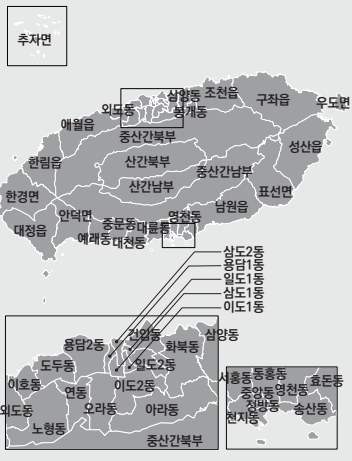 추자면
삼양동
조천읍
구좌읍
우도면
외도동
봉개동
애월읍
중산간북부
성산읍
한림읍
산간북부
중산간남부
산간남부
한경면
표선면
안덕면
남원읍
대정읍
중문동
대륜동
영천동
예래동
대천동
삼도2동
용담1동
일도1동
삼도1동
이도1동
용담2동
건입동
삼양동
화북동
도두동
일도2동
이호동
연동
이도2동
외도동
오라동
아라동
노형동
중산간북부
서홍동
동홍동
효돈동
중앙동
영천동
정방동
송산동
천지동